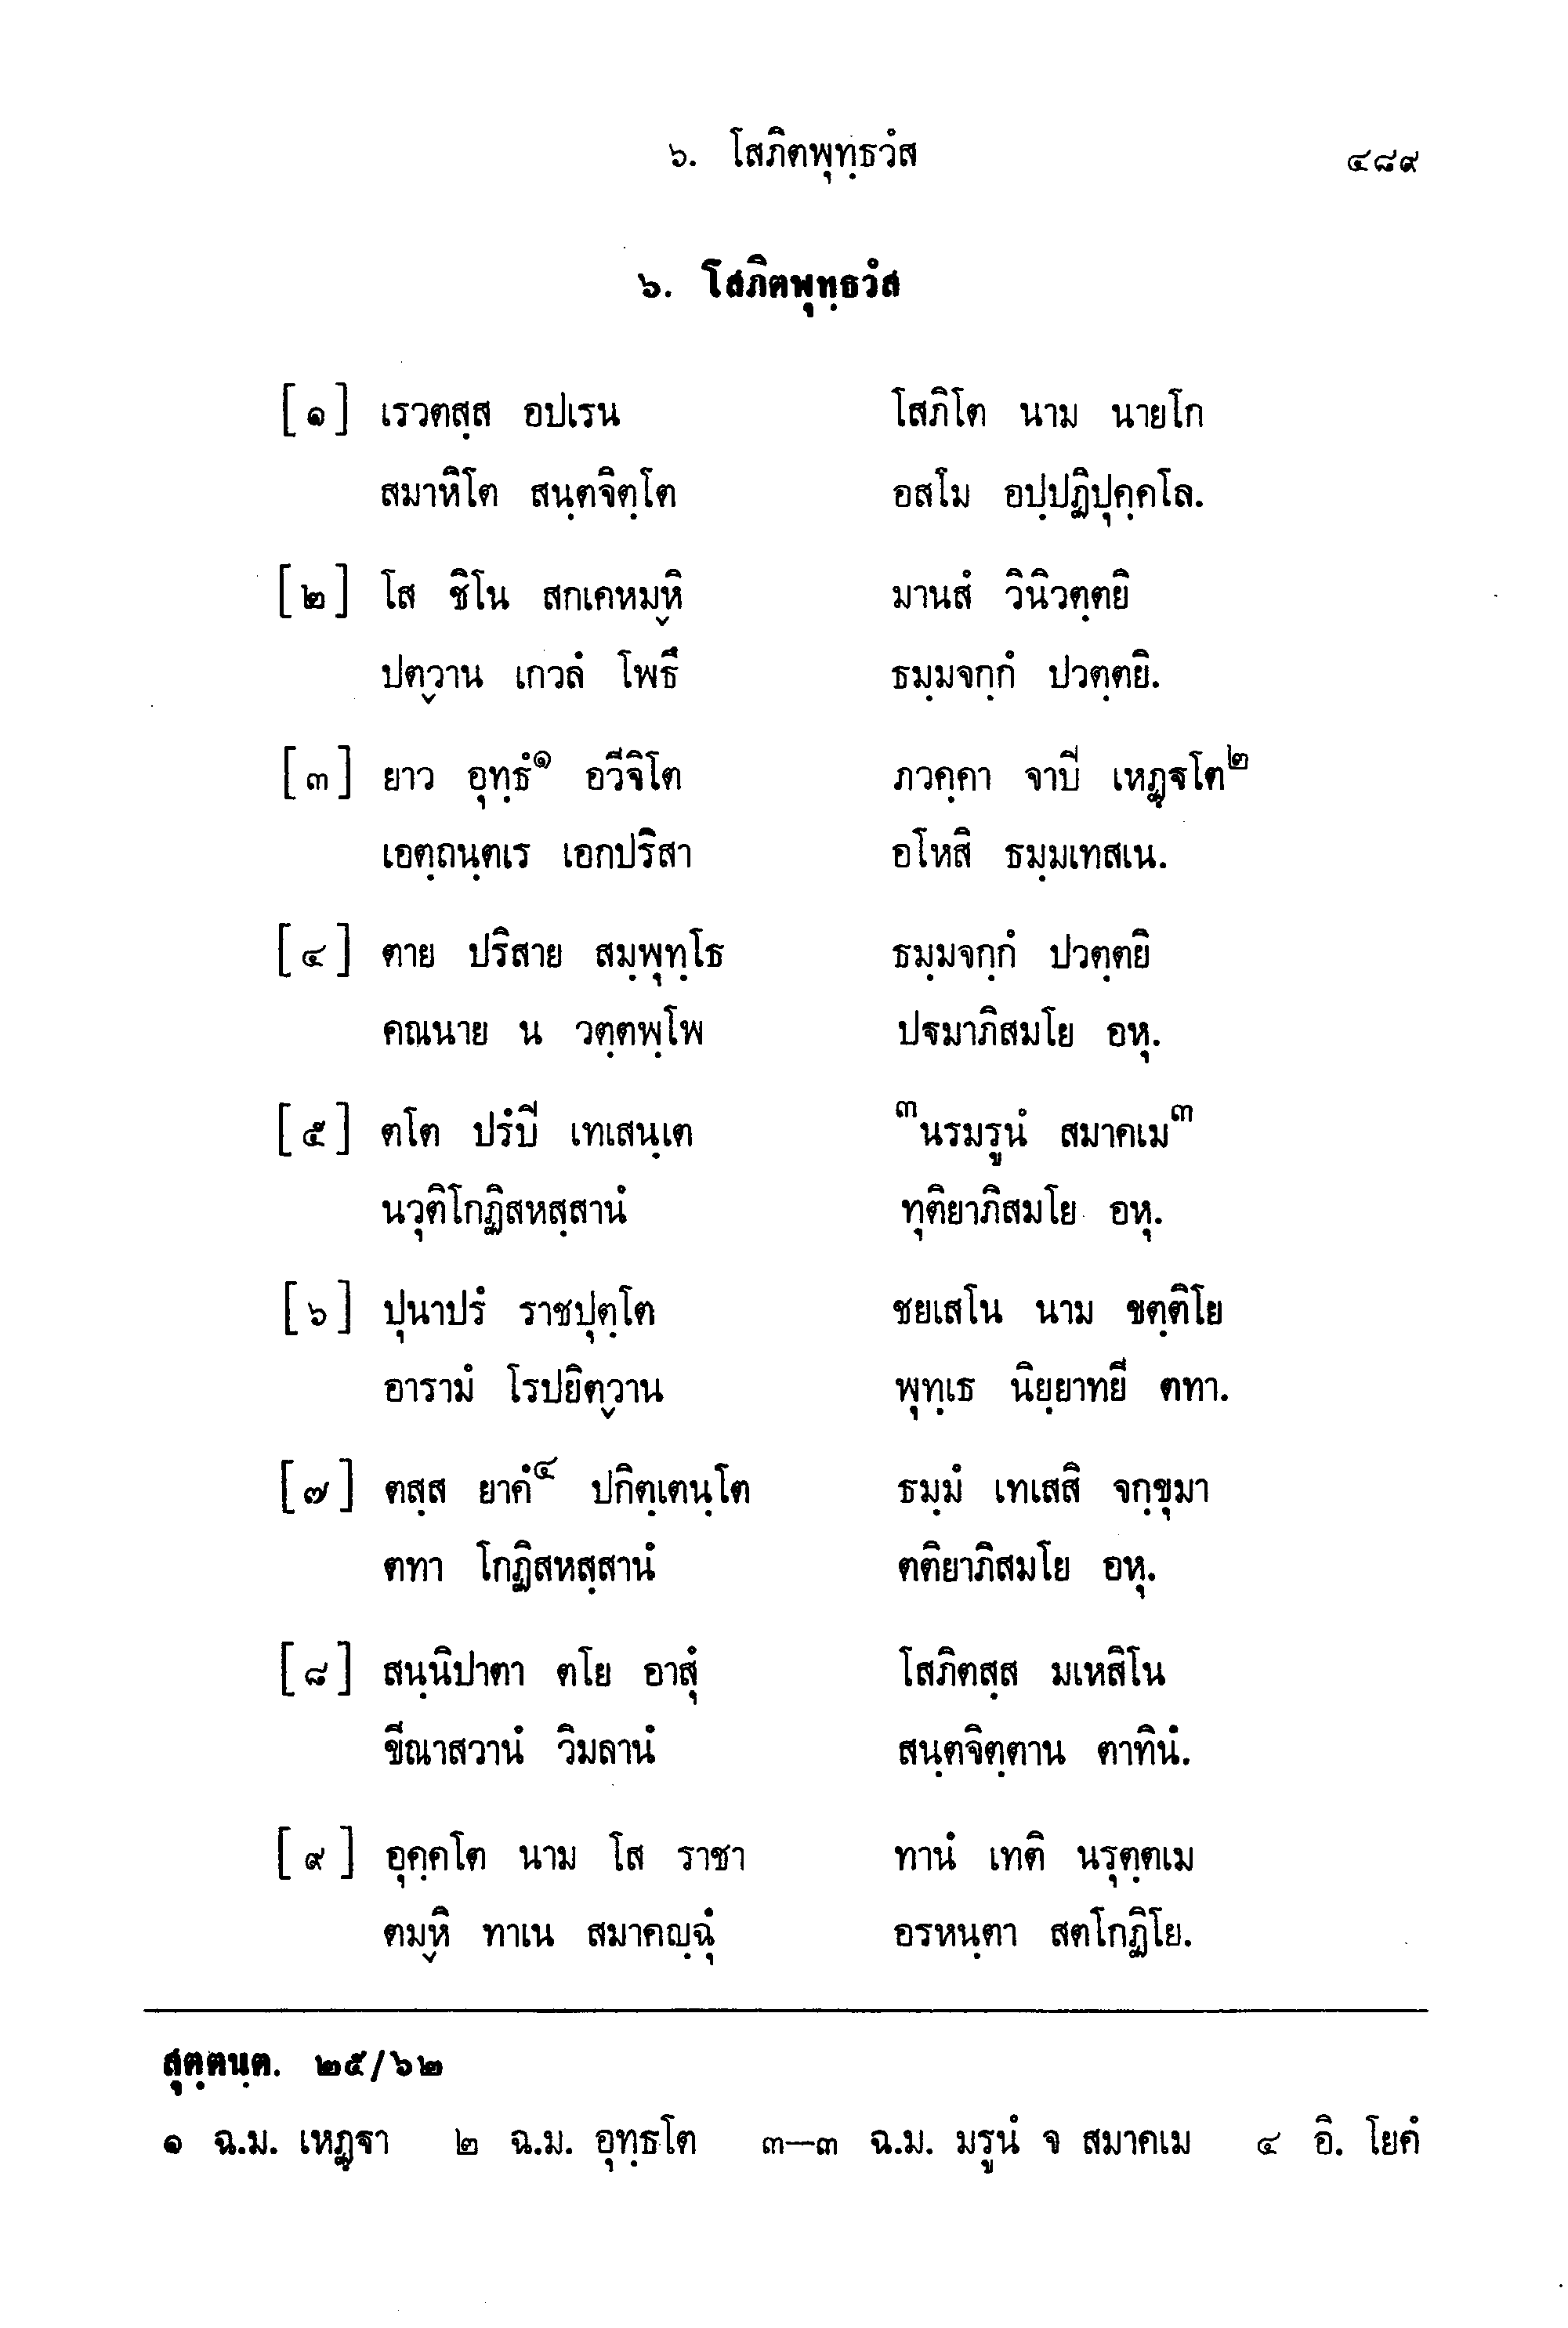 ๖. โสภิตพุทฺธวํส ๔๘๙
๖. โสภิตพุทฺธวํส
[๑] เรวตสฺส อปเรน โสภิโต นาม นายโก
สมาหิโต สนฺตจิตฺโต อสโม อปฺปฏิปุคฺคโล.
[๒] โส ชิโน สกเคหมฺหิ มานสํ วินิวตฺตยิ
ปตฺวาน เกวลํ โพธึ ธมฺมจกฺกํ ปวตฺตยิ.
[๓] ยาว อุทฺธํ๑ อวีจิโต ภวคฺคา จาปิ เหฏฺฐโต๒
เอตฺถนฺตเร เอกปริสา อโหสิ ธมฺมเทสเน.
[๔] ตาย ปริสาย สมฺพุทฺโธ ธมฺมจกฺกํ ปวตฺตยิ
คณนาย น วตฺตพฺโพ ปฐมาภิสมโย อหุ.
[๕] ตโต ปรํปิ เทเสนฺเต ๓นรมรูนํ สมาคเม๓
นวุติโกฏิสหสฺสานํ ทุติยาภิสมโย อหุ.
[๖] ปุนาปรํ ราชปุตฺโต ชยเสโน นาม ขตฺติโย
อารามํ โรปยิตฺวาน พุทฺเธ นิยฺยาทยี ตทา.
[๗] ตสฺส ยาคํ๔ ปกิตฺเตนฺโต ธมฺมํ เทเสสิ จกฺขุมา
ตทา โกฏิสหสฺสานํ ตติยาภิสมโย อหุ.
[๘] สนฺนิปาตา ตโย อาสุํ โสภิตสฺส มเหสิโน
ขีณาสวานํ วิมลานํ สนฺตจิตฺตาน ตาทินํ.
[๙] อุคฺคโต นาม โส ราชา ทานํ เทติ นรุตฺตเม
ตมฺหิ ทาเน สมาคญฺฉุํ อรหนฺตา สตโกฏิโย.
สุตฺตนฺต. ๒๕/๖๒
๑ ฉ.ม. เหฏฺฐา ๒ ฉ.ม. อุทฺธโต ๓—๓ ฉ.ม. มรูนํ จ สมาคเม ๔ อิ. โยคํ